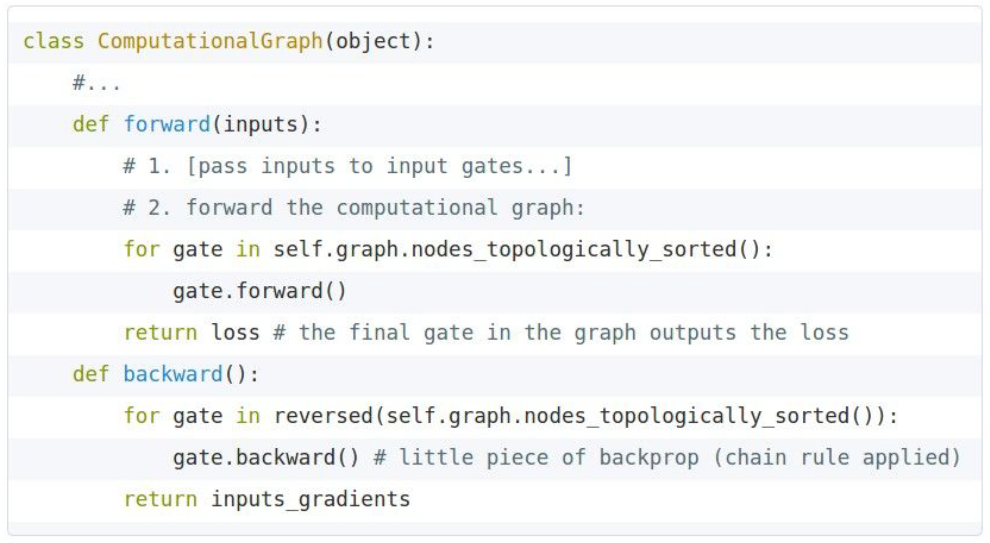 class ComputationalGraph(object):
    #...
    def forward(inputs):
        # 1. [pass inputs to input gates...]
        # 2. forward the computational graph:
        for gate in self.graph.nodes_topologically_sorted():
            gate.forward()
        return loss # the final gate in the graph outputs the loss
    def backward():
        for gate in reversed(self.graph.nodes_topologically_sorted()):
            gate.backward() # little piece of backprop (chain rule applied)
        return inputs_gradients